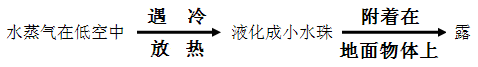 水蒸气在低空中 遇 冷 液化成小水珠 附着在 露
放 热 地面物体上